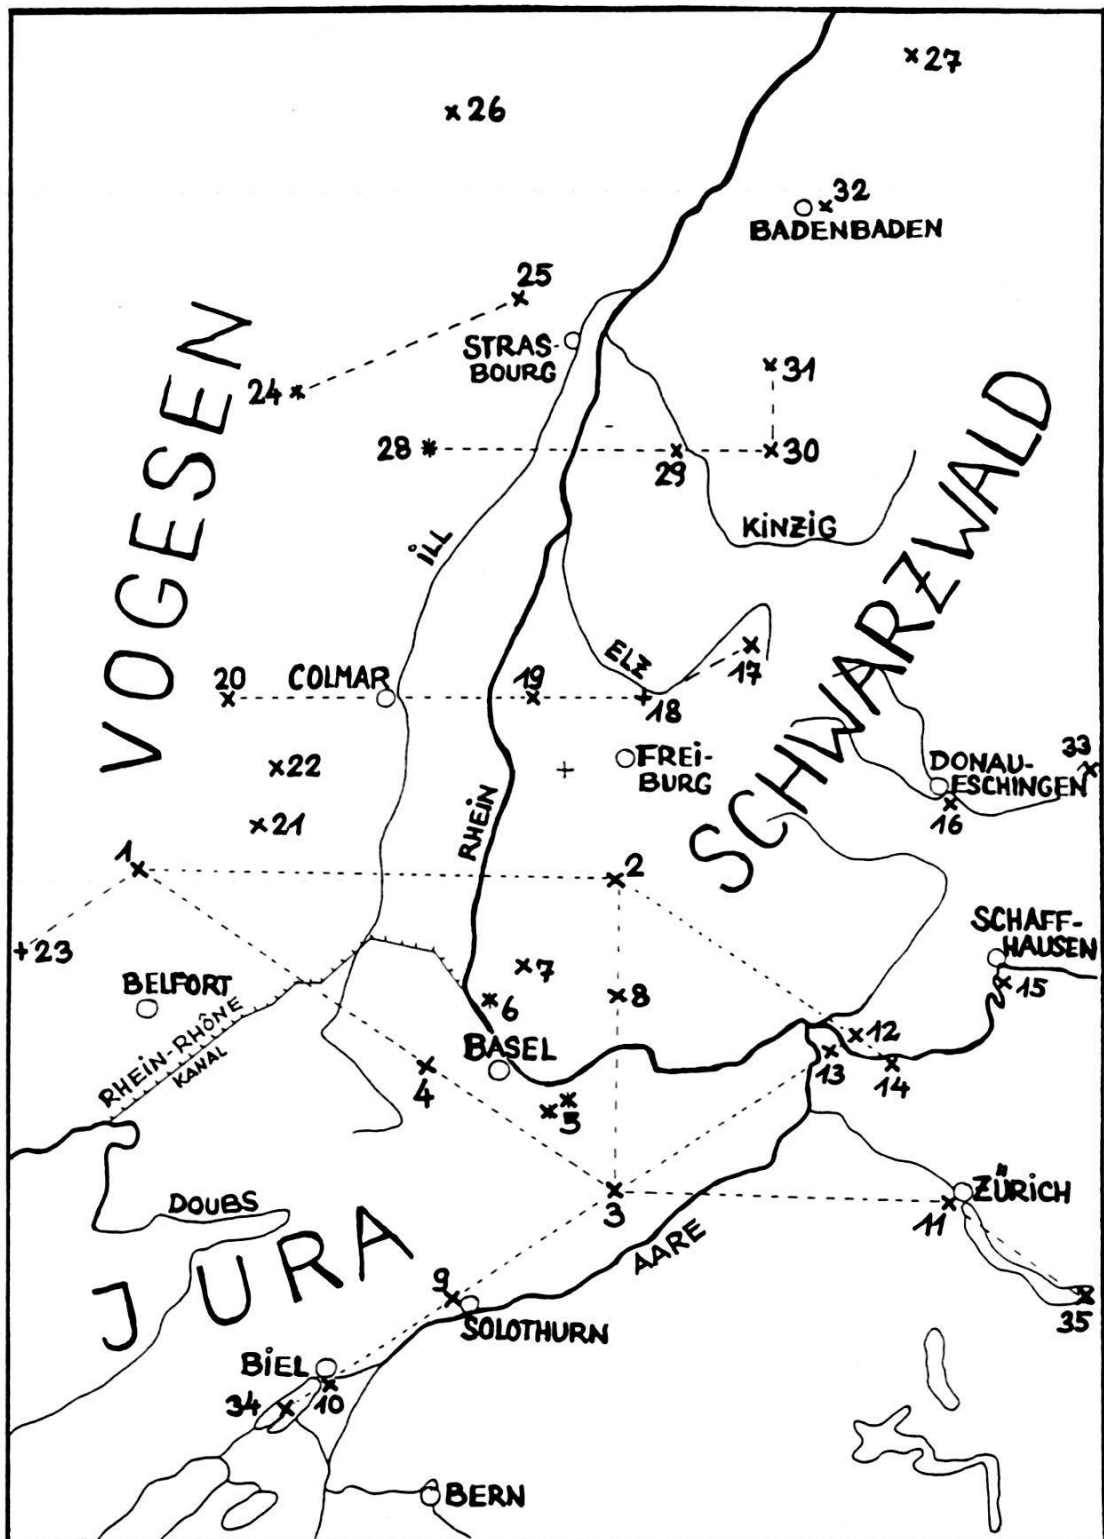 27
26
32
BADENBADEN
25
STRAS
BOURG
24
31
28
29
30
VOGESEN
SCHWARZWALD
KINZIG
ILL
ELZ
17
20
COLMAR
19
18
22
FREI-
BURG
33
DONAU-
ESCHINGEN
16
RHEIN
21
1
2
SCHAFF-
HAUSEN
23
BELFORT
7
8
6
15
RHEIN-RHÔNE
KANAL
BASEL
12
4
13
14
5
DOUBS
3
ZÜRICH
11
JURA
AARE
9
SOLOTHURN
35
BIEL
34
10
BERN